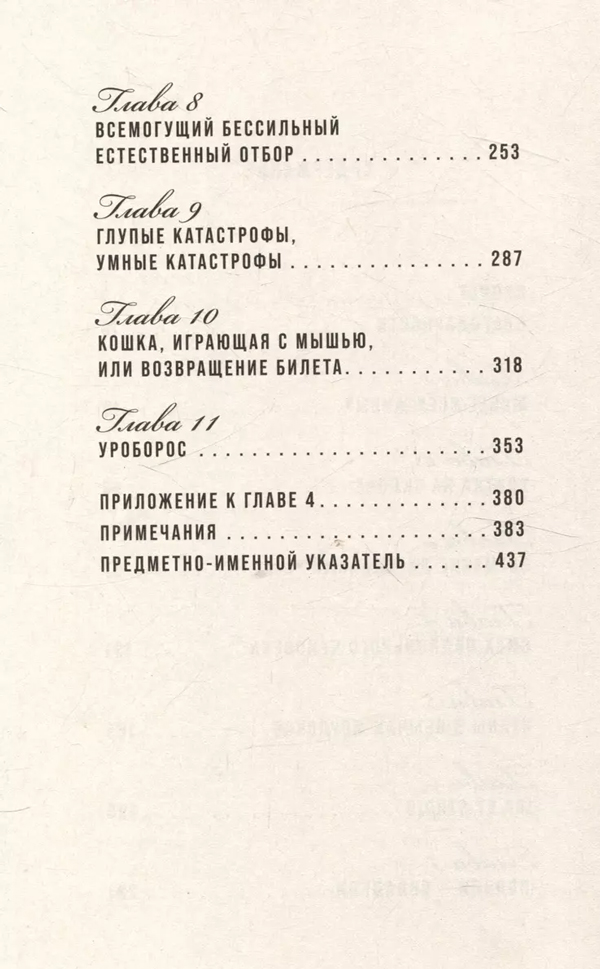 Глава 8
ВСЕМОГУЩИЙ БЕССИЛЬНЫЙ
ЕСТЕСТВЕННЫЙ ОТБОР . . . . . . . . . . . . . 253
Глава 9
ГЛУПЫЕ КАТАСТРОФЫ,
УМНЫЕ КАТАСТРОФЫ . . . . . . . . . . . . . . 287
Глава 10
КОШКА, ИГРАЮЩАЯ С МЫШЬЮ,
ИЛИ ВОЗВРАЩЕНИЕ БИЛЕТА. . . . . . . . . . . 318
Глава 11
УРОБОРОС . . . . . . . . . . . . . . . . . . . . . 353
ПРИЛОЖЕНИЕ К ГЛАВЕ 4. . . . . . . . . . . . . 380
ПРИМЕЧАНИЯ . . . . . . . . . . . . . . . . . . . 383
ПРЕДМЕТНО-ИМЕННОЙ УКАЗАТЕЛЬ . . . . . . 437